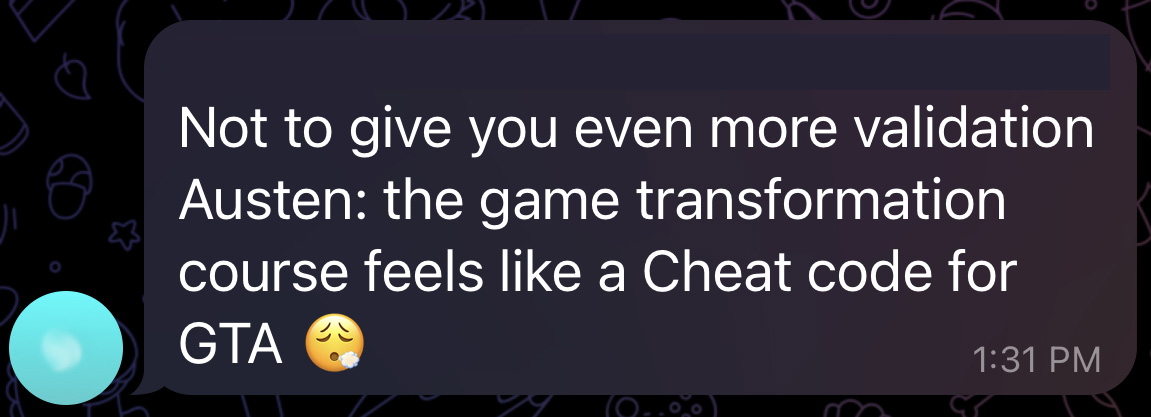 Not to give you even more validation
Austen: the game transformation
course feels like a Cheat code for
GTA 😮‍💨
1:31 PM